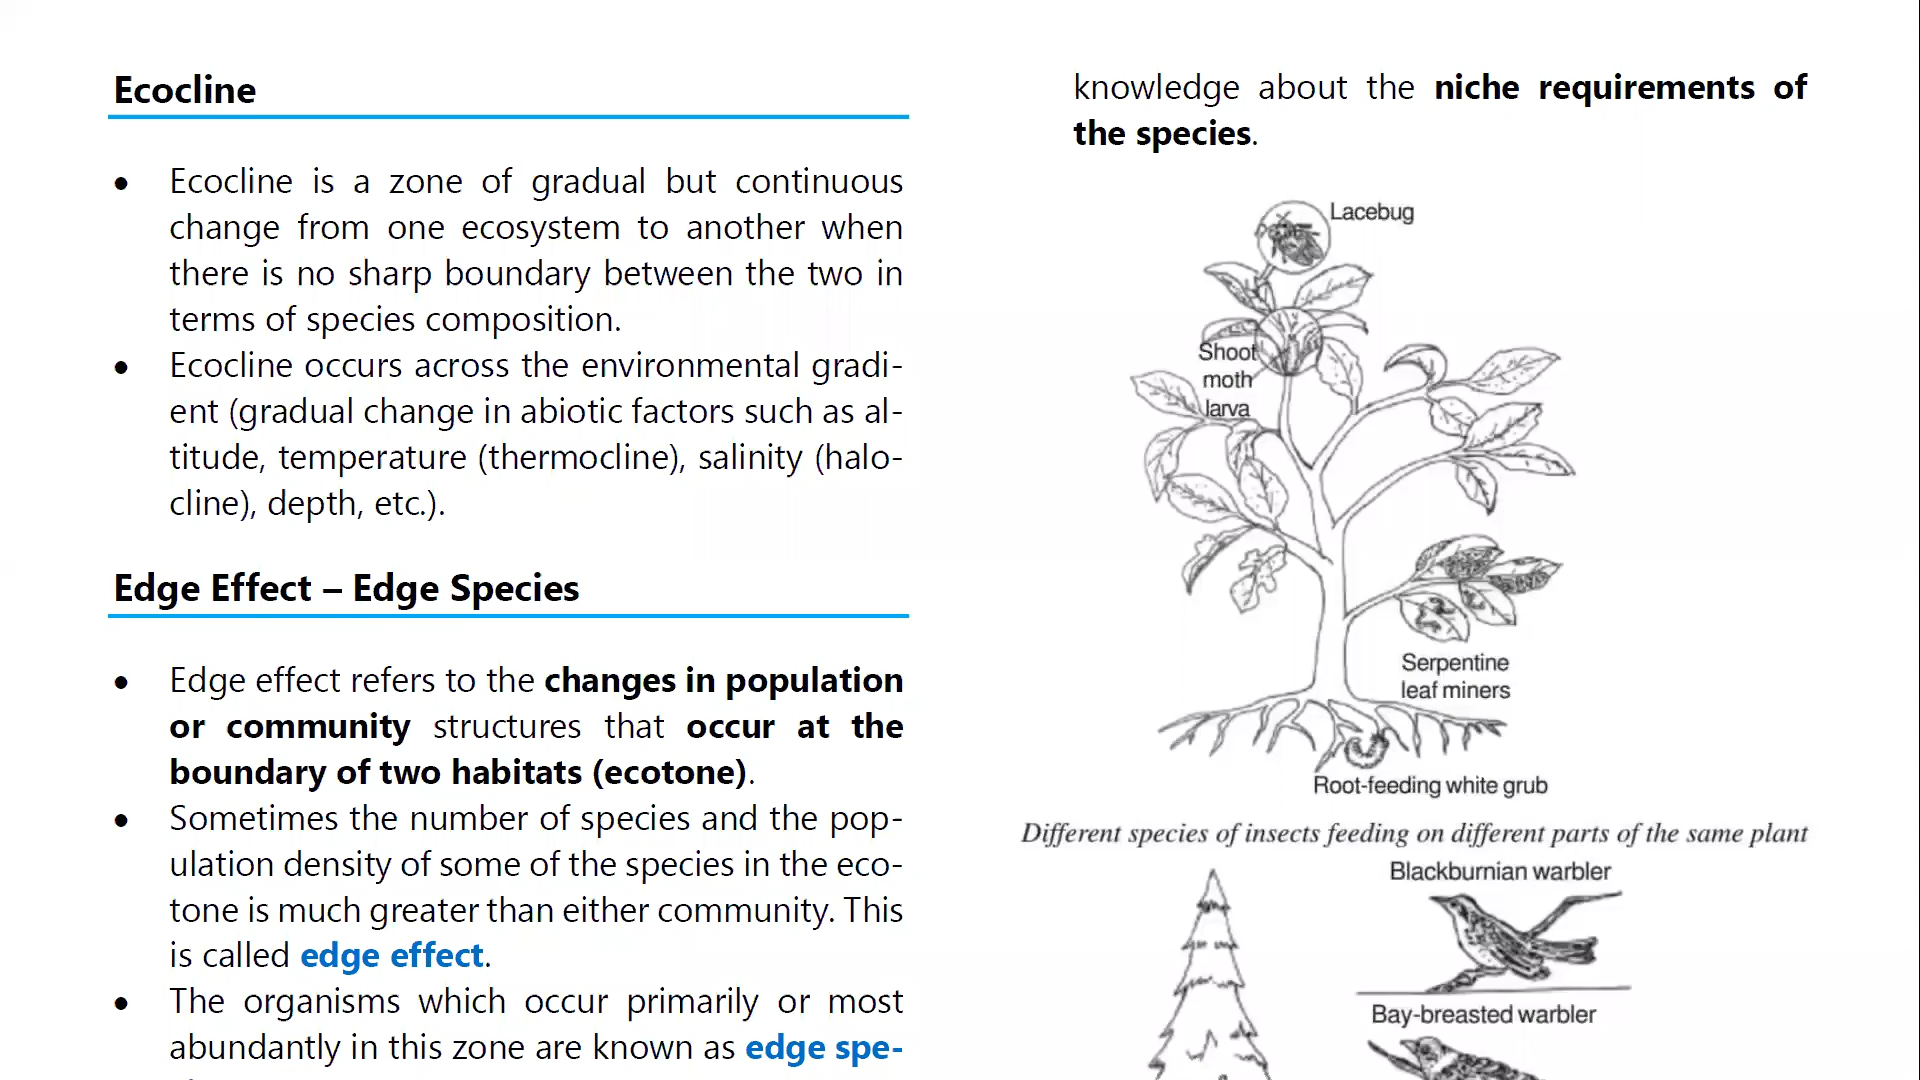 Ecocline
• Ecocline is a zone of gradual but continuous
change from one ecosystem to another when
there is no sharp boundary between the two in
terms of species composition.
• Ecocline occurs across the environmental gradi-
ent (gradual change in abiotic factors such as al-
titude, temperature (thermocline), salinity (halo-
cline), depth, etc.).
Edge Effect – Edge Species
• Edge effect refers to the changes in population
or community structures that occur at the
boundary of two habitats (ecotone).
• Sometimes the number of species and the pop-
ulation density of some of the species in the eco-
tone is much greater than either community. This
is called edge effect.
• The organisms which occur primarily or most
abundantly in this zone are known as edge spe-
knowledge about the niche requirements of
the species.
Lacebug
Shoot
moth
larva
Serpentine
leaf miners
Root-feeding white grub
Different species of insects feeding on different parts of the same plant
Blackburnian warbler
Bay-breasted warbler